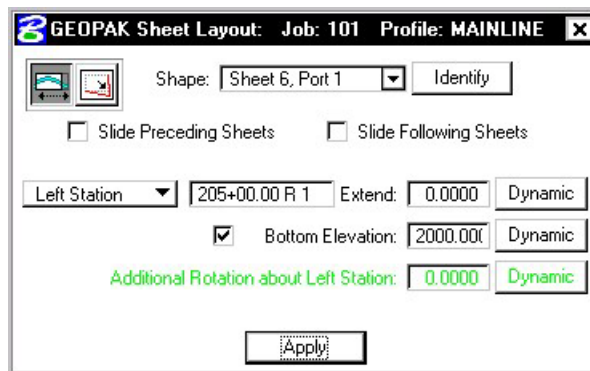 GEOPAK Sheet Layout: Job: 101 Profile: MAINLINE
Shape: Sheet 6, Port 1 Identify
Slide Preceding Sheets Slide Following Sheets
Left Station 205+00.00 R 1 Extend: 0.0000 Dynamic
Bottom Elevation: 2000.00( Dynamic
Additional Rotation about Left Station: 0.0000 Dynamic
Apply